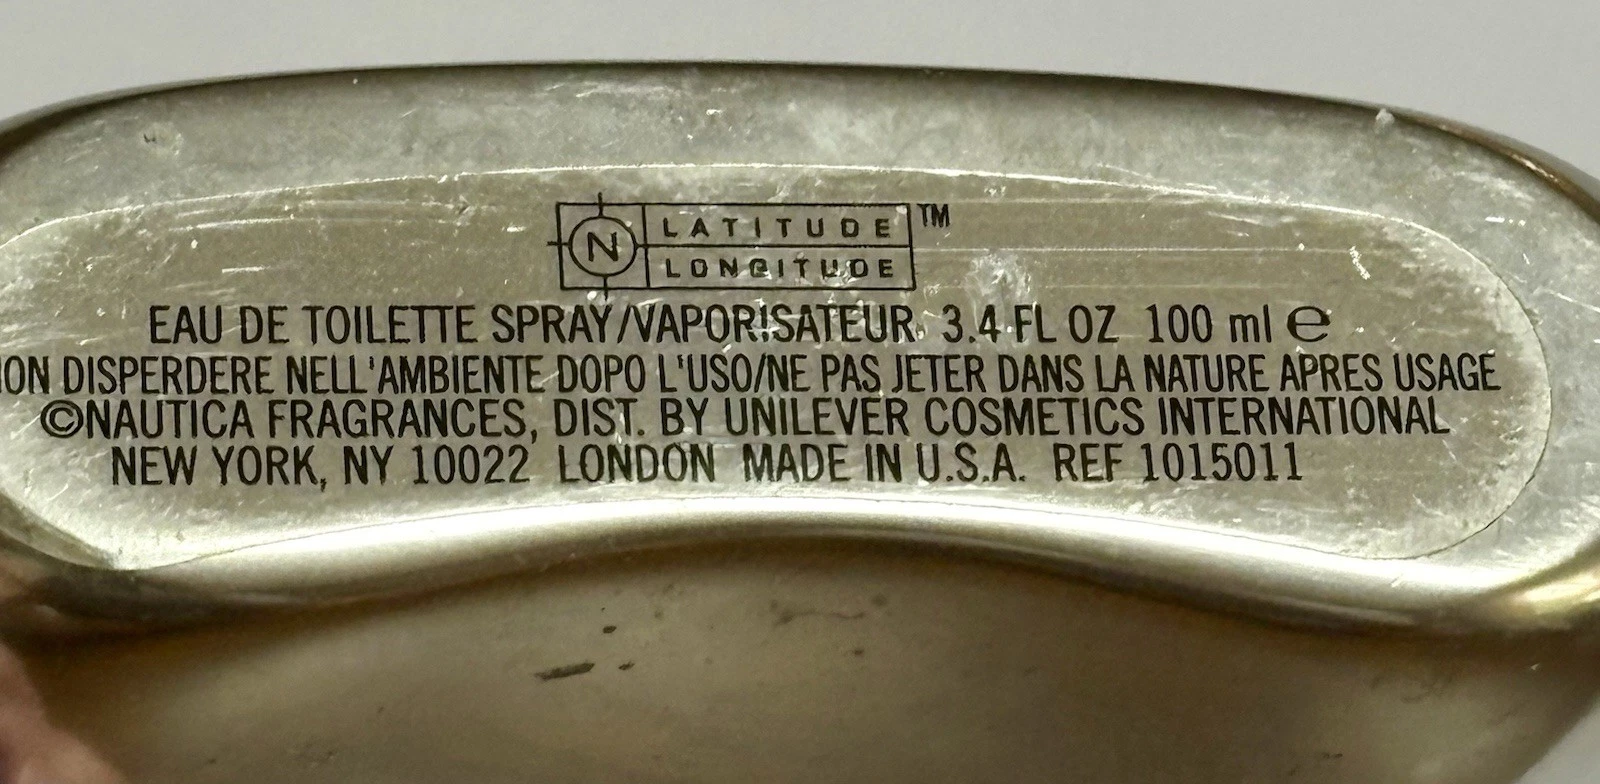 N LATITUDE ™
LONGITUDE
EAU DE TOILETTE SPRAY/VAPORISATEUR 3.4 FL OZ 100 ml ℮
ON DISPERDERE NELL'AMBIENTE DOPO L'USO/NE PAS JETER DANS LA NATURE APRES USAGE
©NAUTICA FRAGRANCES, DIST. BY UNILEVER COSMETICS INTERNATIONAL
NEW YORK, NY 10022 LONDON MADE IN U.S.A. REF 1015011